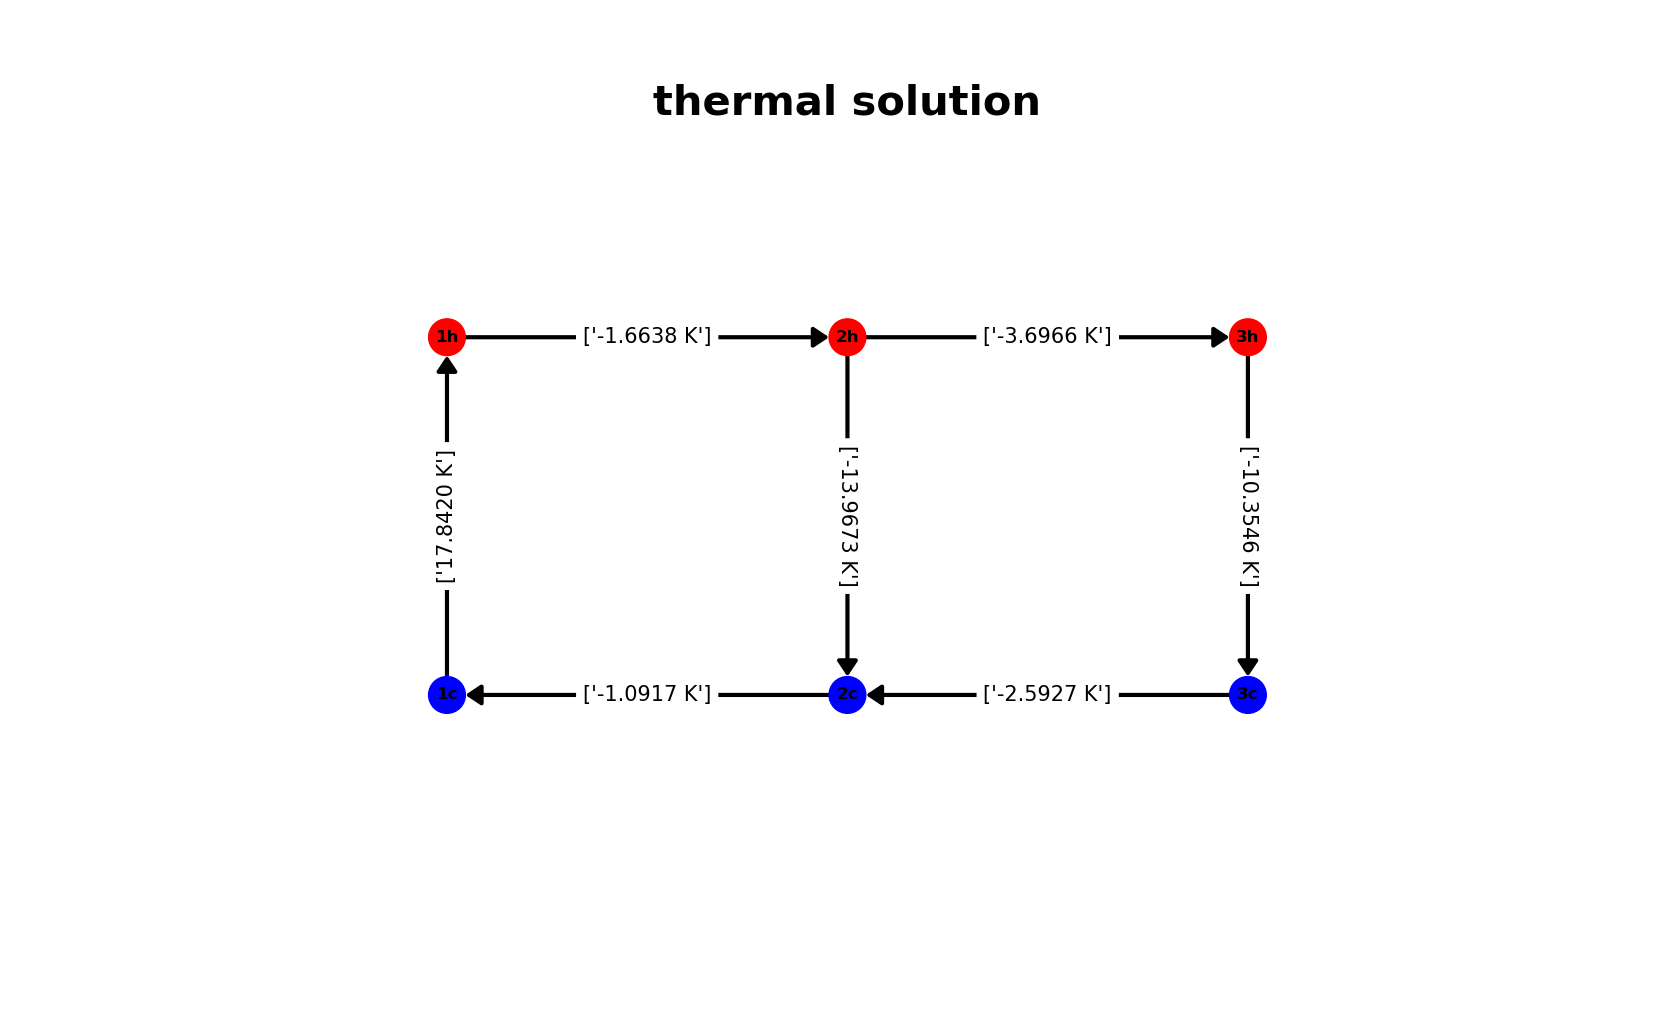 thermal solution
1h
['-1.6638 K']
2h
['-3.6966 K']
3h
['17.8420 K']
['-13.9673 K']
['-10.3546 K']
1c
['-1.0917 K']
2c
['-2.5927 K']
3c